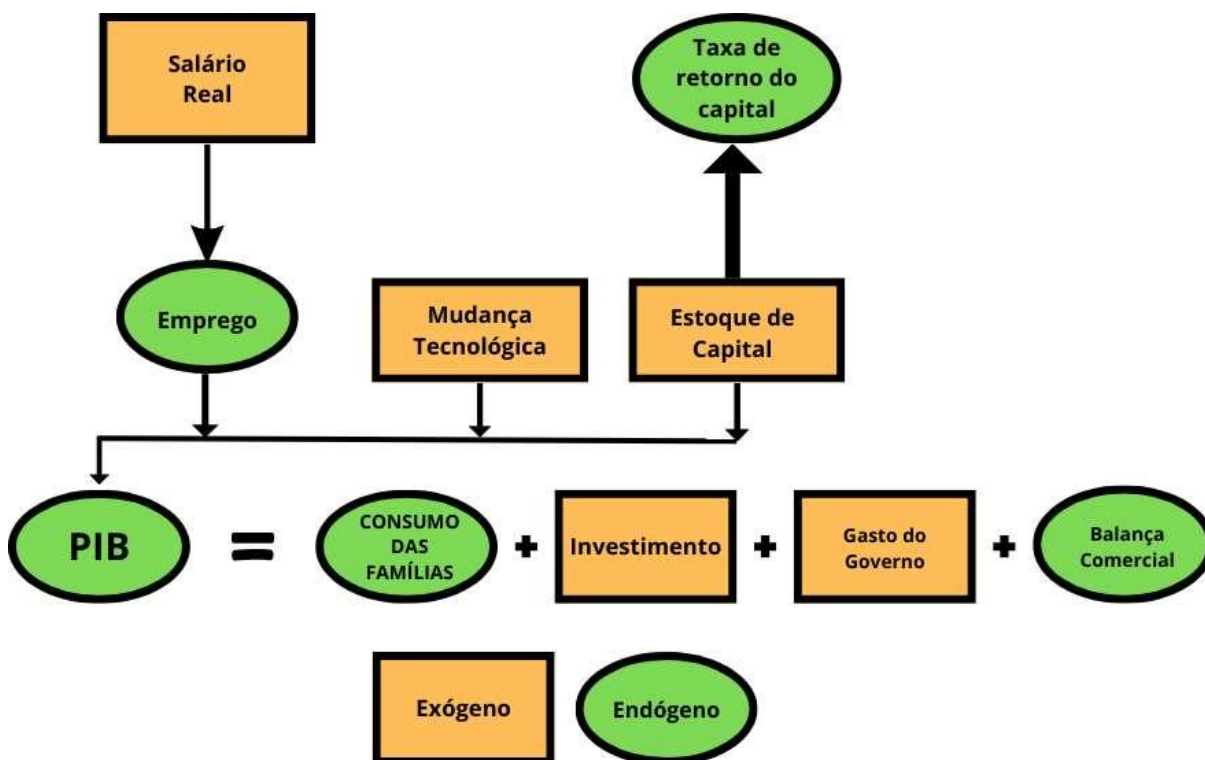 Salário
Real
Taxa de
retorno do
capital
Emprego
Mudança
Tecnológica
Estoque de
Capital
PIB
=
CONSUMO
DAS
FAMÍLIAS
+
Investimento
+
Gasto do
Governo
+
Balança
Comercial
Exógeno
Endógeno